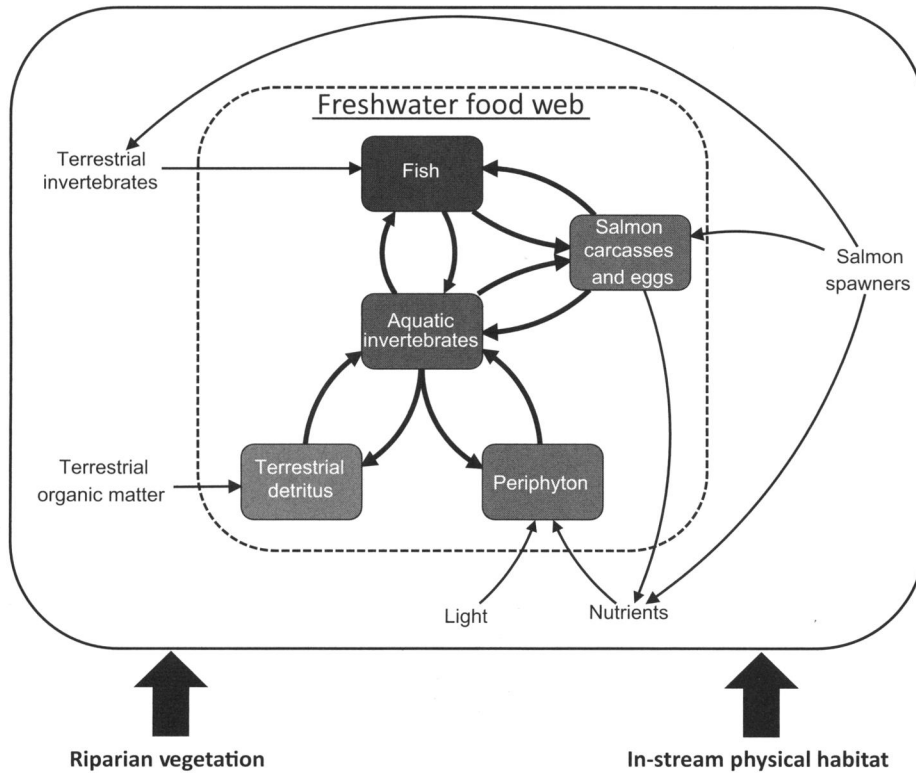 Freshwater food web
Terrestrial
invertebrates
Fish
Salmon
carcasses
and eggs
Salmon
spawners
Aquatic
invertebrates
Terrestrial
organic matter
Terrestrial
detritus
Periphyton
Light
Nutrients
Riparian vegetation
In-stream physical habitat